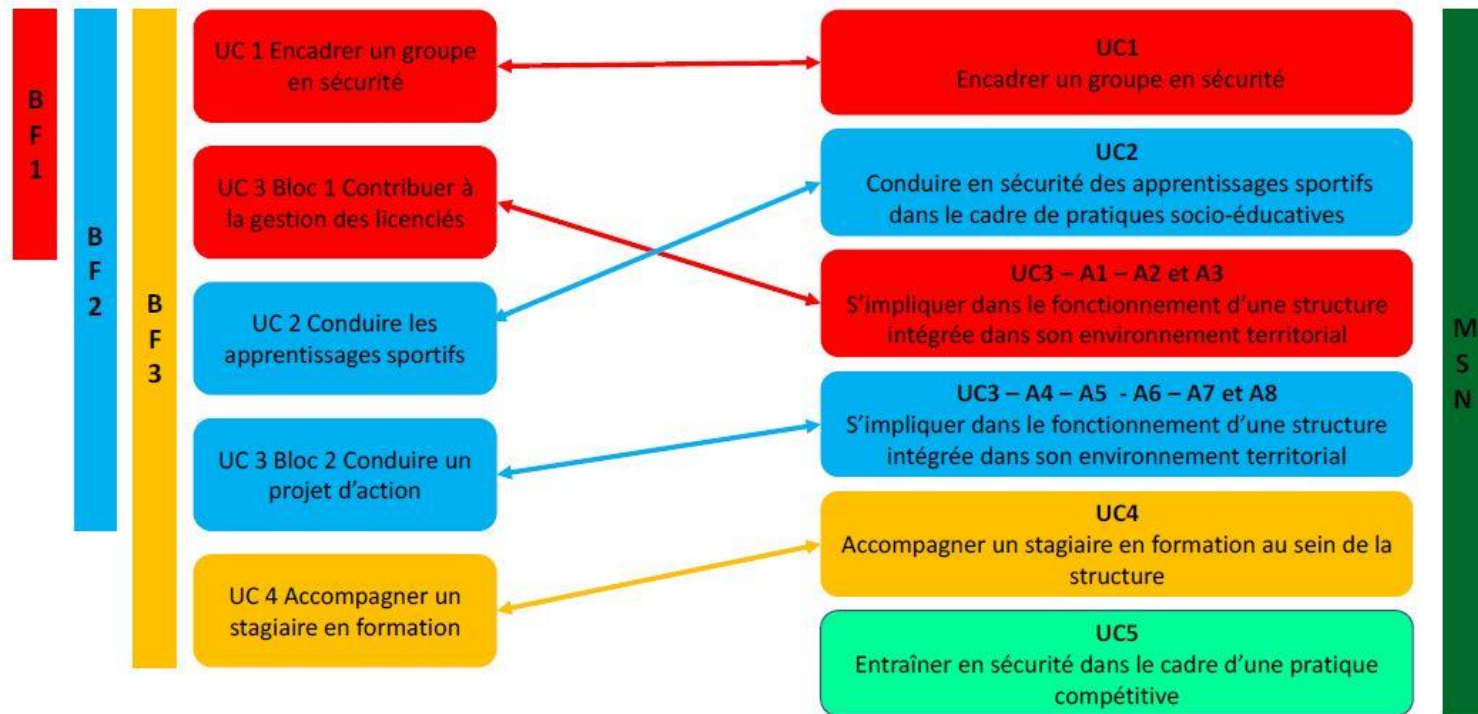 BF1
BF2
BF3
UC 1 Encadrer un groupe
en sécurité
UC 3 Bloc 1 Contribuer à
la gestion des licenciés
UC 2 Conduire les
apprentissages sportifs
UC 3 Bloc 2 Conduire un
projet d’action
UC 4 Accompagner un
stagiaire en formation
UC1
Encadrer un groupe en sécurité
UC2
Conduire en sécurité des apprentissages sportifs
dans le cadre de pratiques socio-éducatives
UC3 – A1 – A2 et A3
S’impliquer dans le fonctionnement d’une structure
intégrée dans son environnement territorial
UC3 – A4 – A5  - A6 – A7 et A8
S’impliquer dans le fonctionnement d’une structure
intégrée dans son environnement territorial
UC4
Accompagner un stagiaire en formation au sein de la
structure
UC5
Entraîner en sécurité dans le cadre d’une pratique
compétitive
MSN